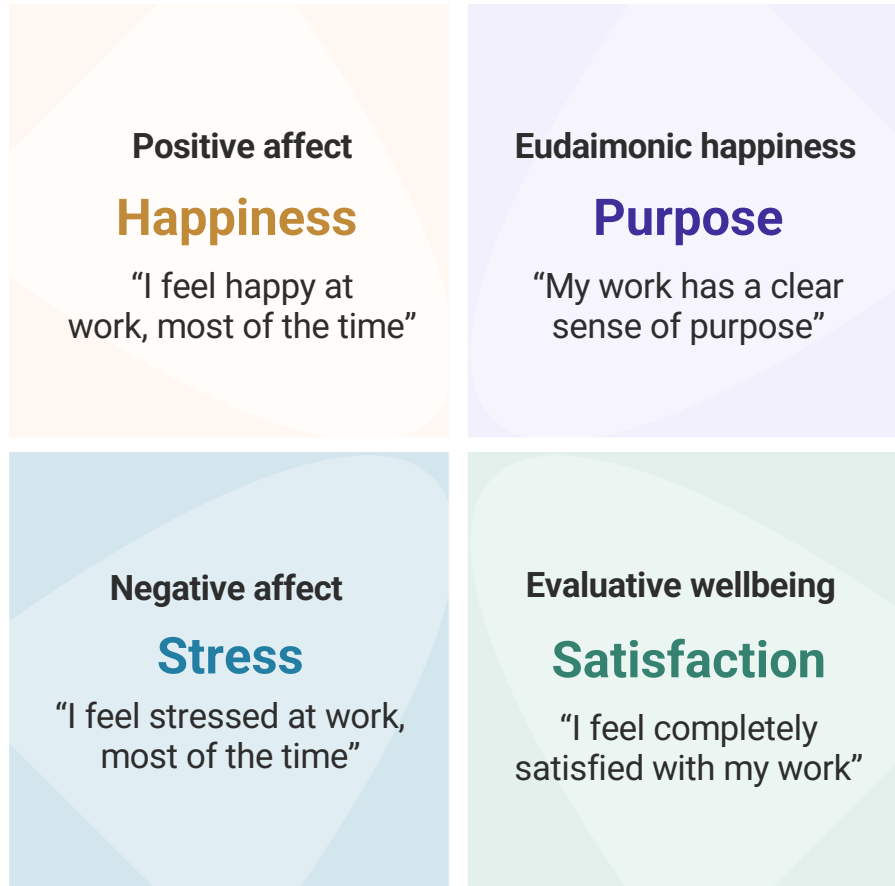 Positive affect
Happiness
“I feel happy at
work, most of the time”
Eudaimonic happiness
Purpose
“My work has a clear
sense of purpose”
Negative affect
Stress
“I feel stressed at work,
most of the time”
Evaluative wellbeing
Satisfaction
“I feel completely
satisfied with my work”